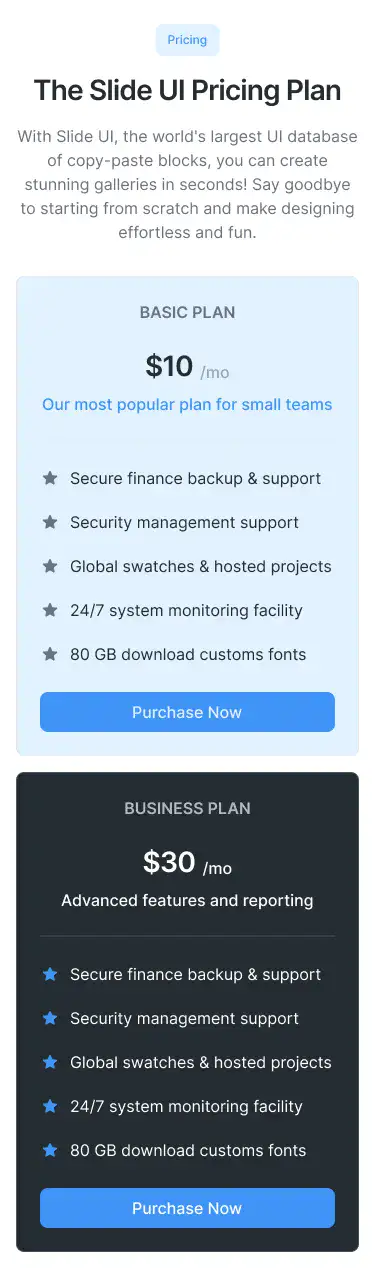 Pricing
The Slide UI Pricing Plan
With Slide UI, the world's largest UI database
of copy-paste blocks, you can create
stunning galleries in seconds! Say goodbye
to starting from scratch and make designing
effortless and fun.
BASIC PLAN
$10 /mo
Our most popular plan for small teams
Secure finance backup & support
Security management support
Global swatches & hosted projects
24/7 system monitoring facility
80 GB download customs fonts
Purchase Now
BUSINESS PLAN
$30 /mo
Advanced features and reporting
Secure finance backup & support
Security management support
Global swatches & hosted projects
24/7 system monitoring facility
80 GB download customs fonts
Purchase Now